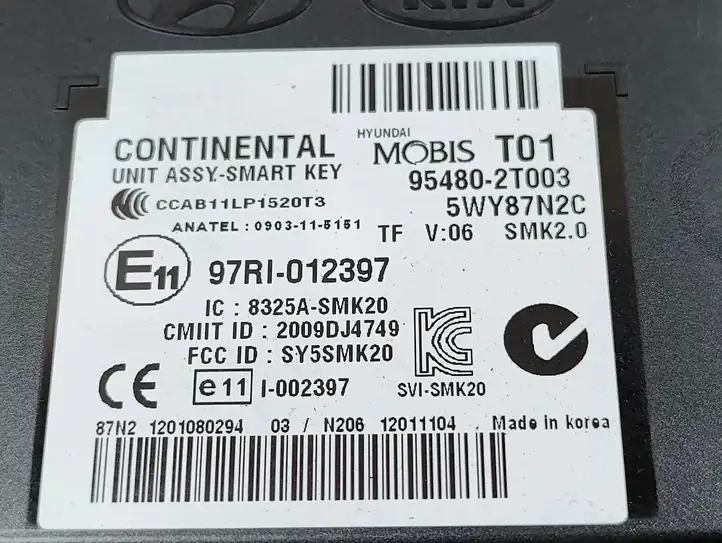 KIA
CONTINENTAL HYUNDAI MOBIS T01
UNIT ASSY-SMART KEY 95480-2T003
CCAB11LP1520T3 5WY87N2C
ANATEL : 0903-11-5151 TF V:06 SMK2.0
E11 97RI-012397
IC : 8325A-SMK20
CMIIT ID : 2009DJ4749
FCC ID : SY5SMK20
CE e11 I-002397 SVI-SMK20
87N2 1201080294 03 / N206 12011104 Made in korea